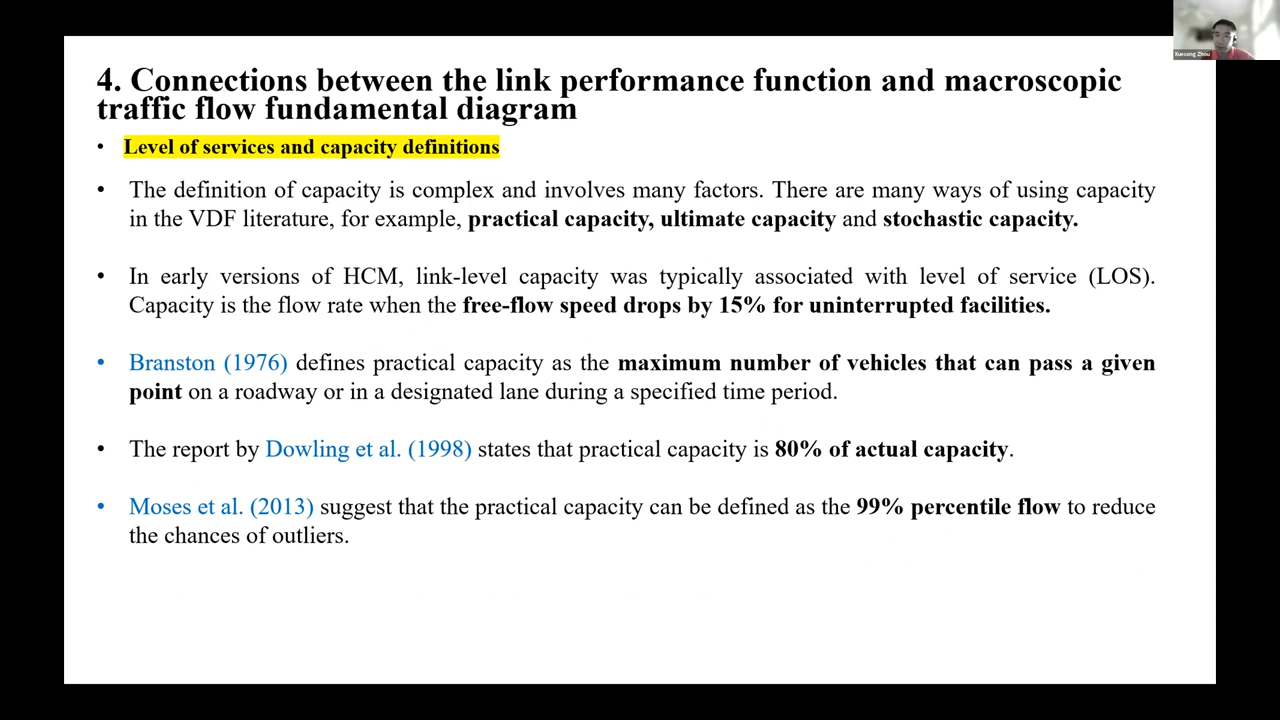 4. Connections between the link performance function and macroscopic
traffic flow fundamental diagram
• Level of services and capacity definitions
• The definition of capacity is complex and involves many factors. There are many ways of using capacity
in the VDF literature, for example, practical capacity, ultimate capacity and stochastic capacity.
• In early versions of HCM, link-level capacity was typically associated with level of service (LOS).
Capacity is the flow rate when the free-flow speed drops by 15% for uninterrupted facilities.
• Branston (1976) defines practical capacity as the maximum number of vehicles that can pass a given
point on a roadway or in a designated lane during a specified time period.
• The report by Dowling et al. (1998) states that practical capacity is 80% of actual capacity.
• Moses et al. (2013) suggest that the practical capacity can be defined as the 99% percentile flow to reduce
the chances of outliers.
Xuesong Zhou